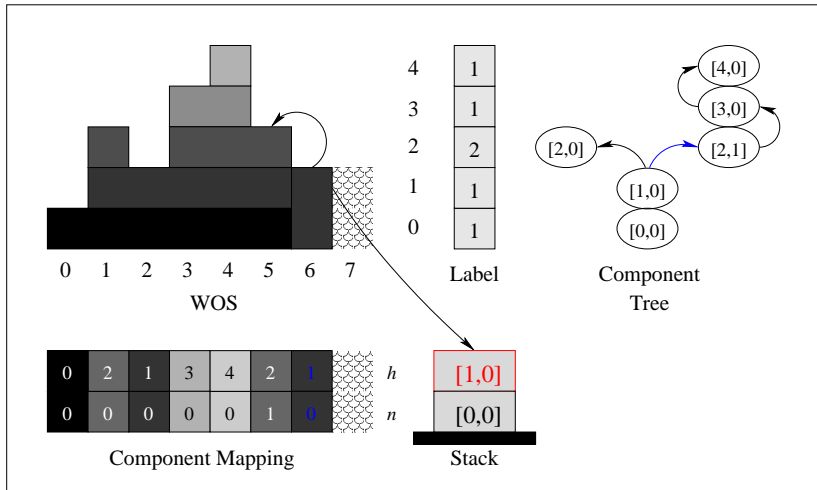 4 1 [4,0]
3 1 [3,0]
2 2 [2,0] [2,1]
1 1 [1,0]
0 1 [0,0]
0 1 2 3 4 5 6 7
WOS
Label
Component
Tree
0 2 1 3 4 2 1 h
0 0 0 0 0 1 0 n
[1,0]
[0,0]
Component Mapping
Stack